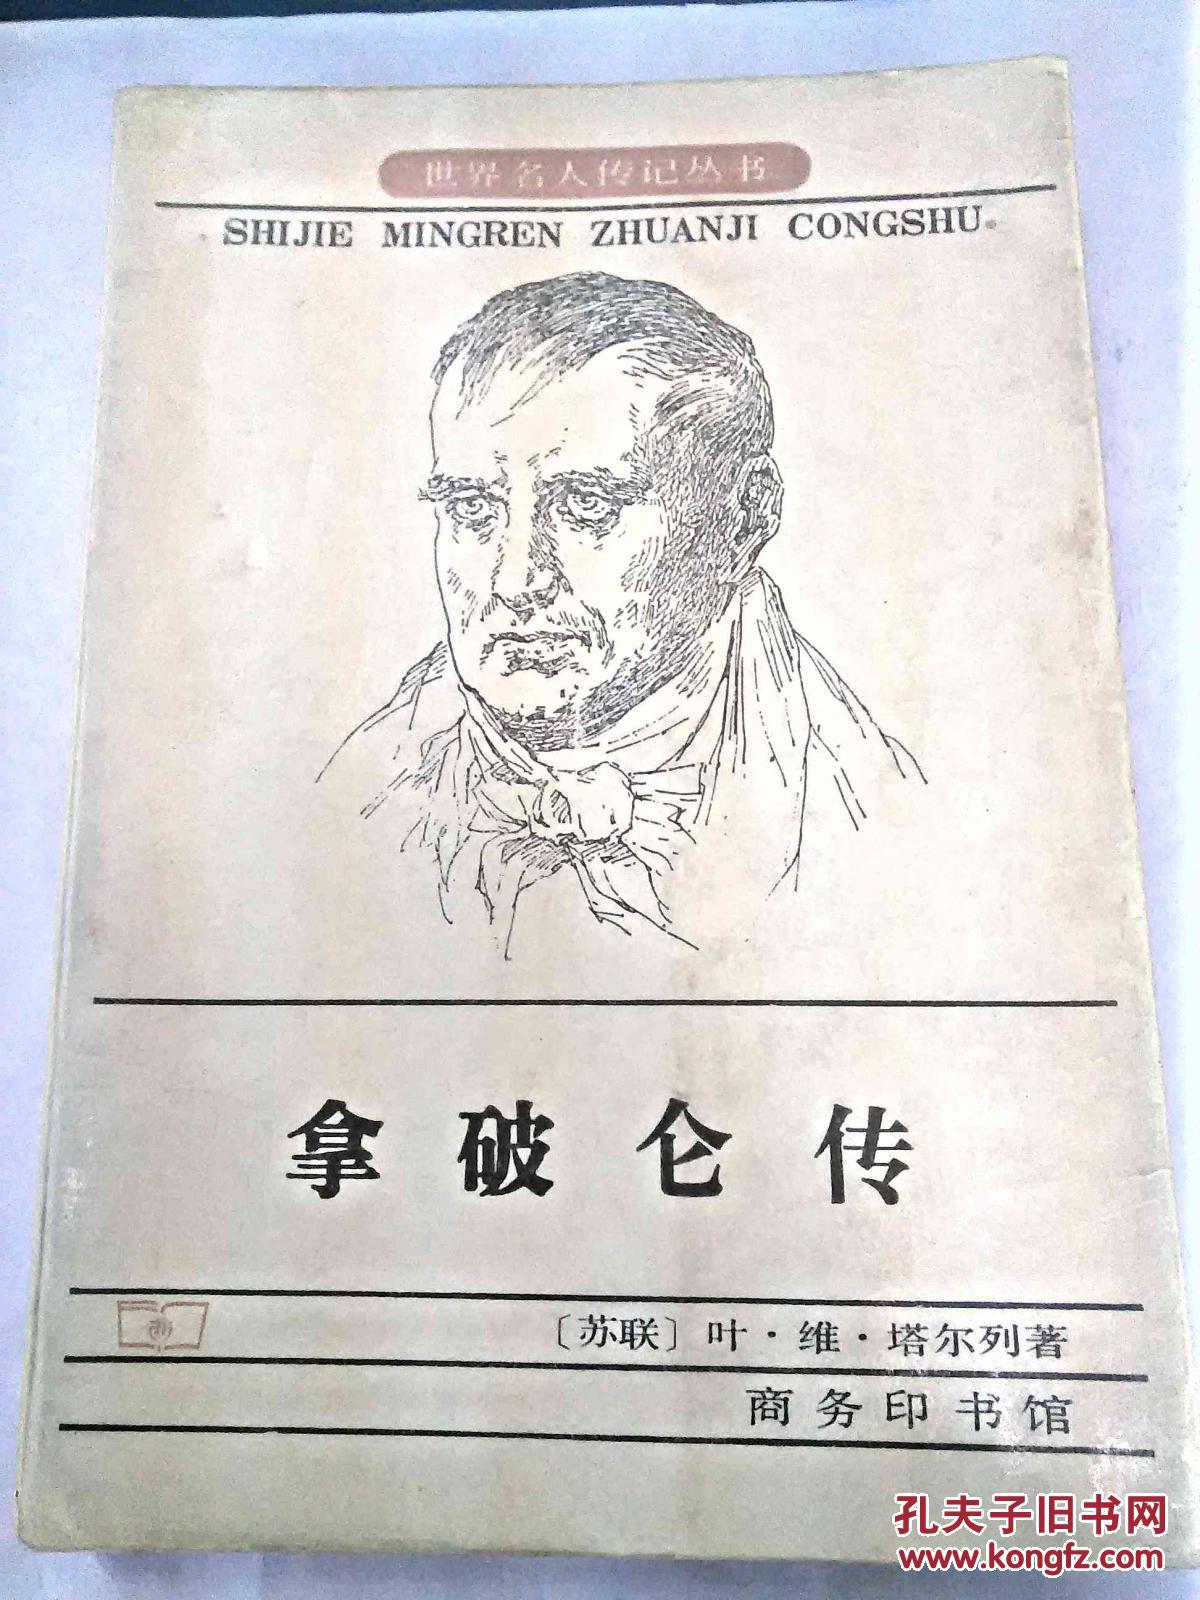 世界名人传记丛书
SHIJIE MINGREN ZHUANJI CONGSHU
拿破仑传
〔苏联〕叶·维·塔尔列著
商务印书馆
孔夫子旧书网
www.kongfz.com